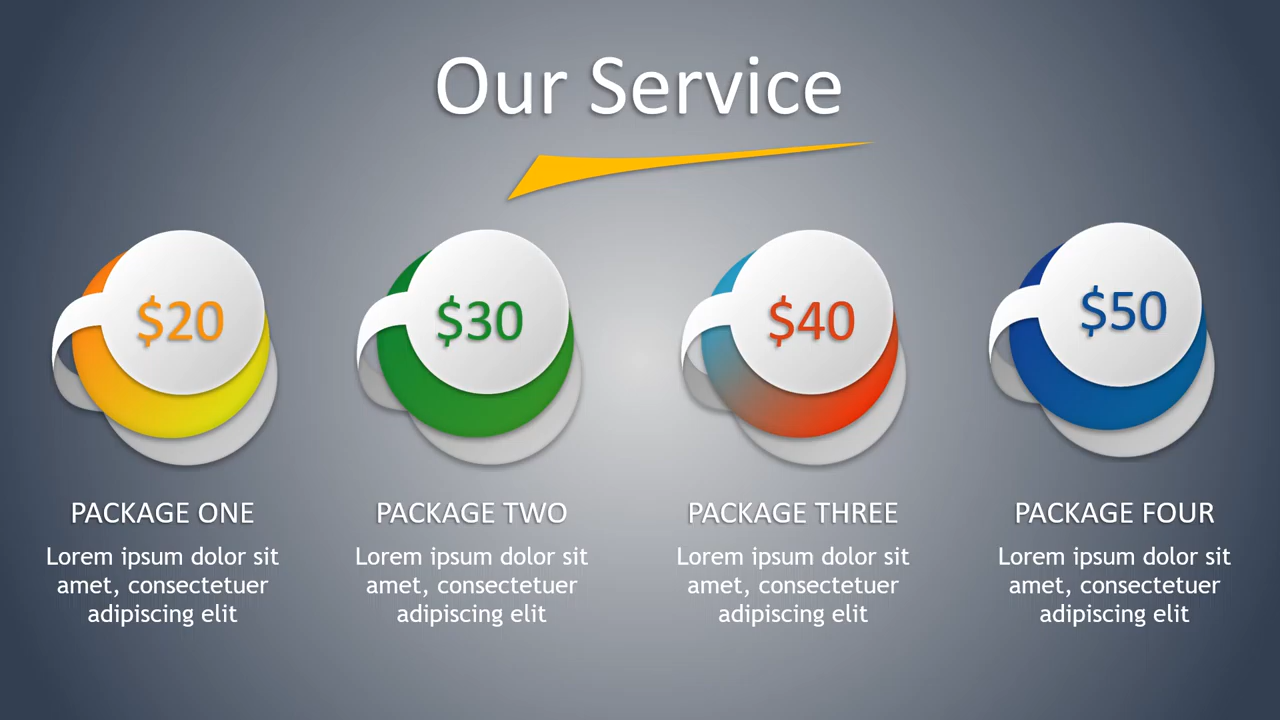 Our Service
$20
$30
$40
$50
PACKAGE ONE
Lorem ipsum dolor sit
amet, consectetuer
adipiscing elit
PACKAGE TWO
Lorem ipsum dolor sit
amet, consectetuer
adipiscing elit
PACKAGE THREE
Lorem ipsum dolor sit
amet, consectetuer
adipiscing elit
PACKAGE FOUR
Lorem ipsum dolor sit
amet, consectetuer
adipiscing elit